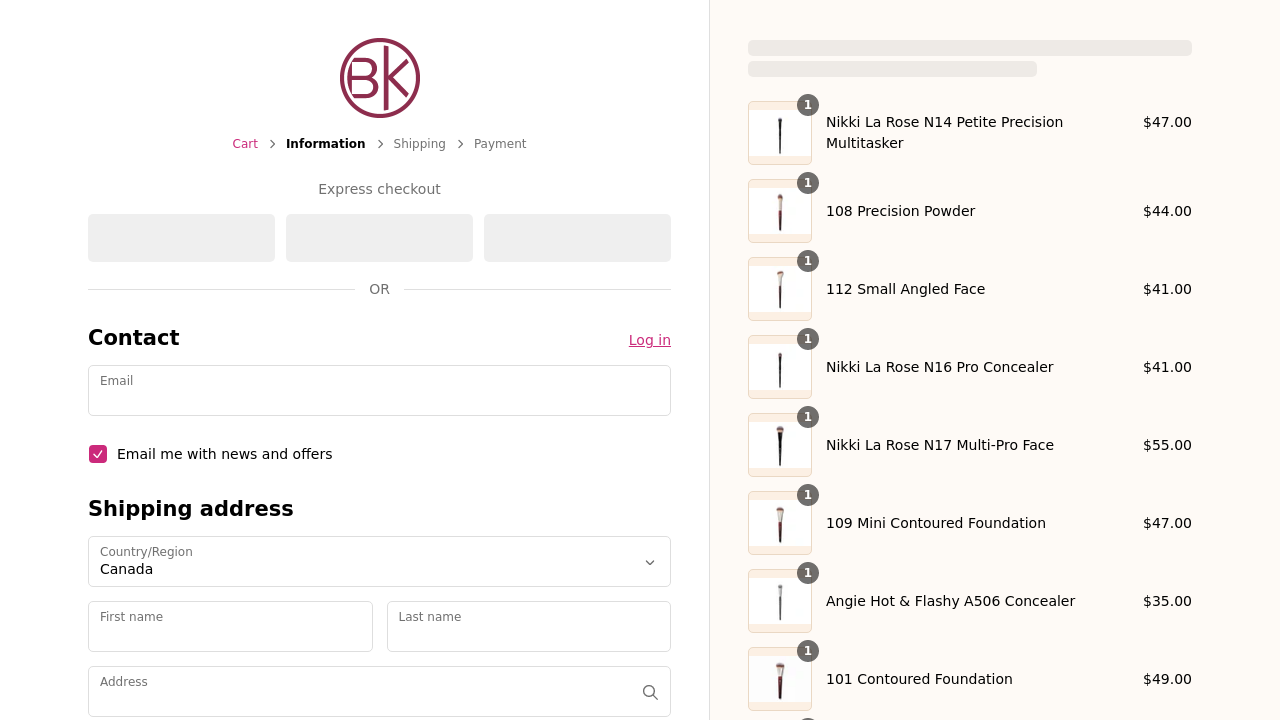 BK
Cart
Information
Shipping
Payment
Express checkout
OR
Contact
Log in
Email
Email me with news and offers
Shipping address
Country/Region
Canada
First name
Last name
Address
1
Nikki La Rose N14 Petite Precision
Multitasker
$47.00
1
108 Precision Powder
$44.00
1
112 Small Angled Face
$41.00
1
Nikki La Rose N16 Pro Concealer
$41.00
1
Nikki La Rose N17 Multi-Pro Face
$55.00
1
109 Mini Contoured Foundation
$47.00
1
Angie Hot & Flashy A506 Concealer
$35.00
1
101 Contoured Foundation
$49.00